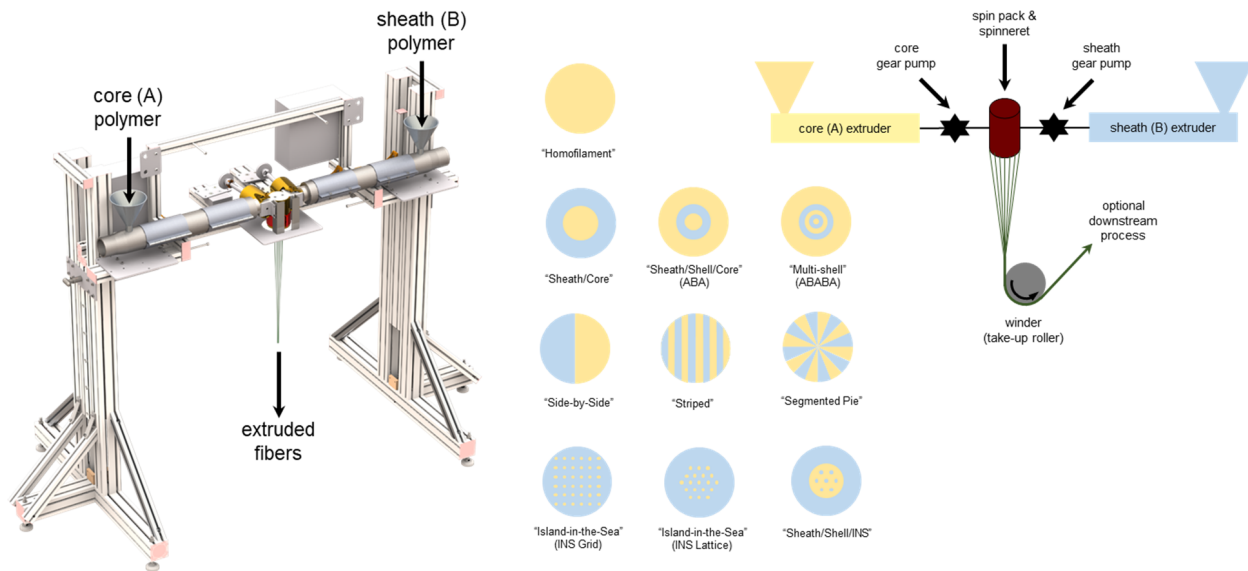 sheath (B)
polymer
core (A)
polymer
extruded
fibers
“Homofilament”
“Sheath/Core”
“Sheath/Shell/Core”
(ABA)
“Multi-shell”
(ABABA)
“Side-by-Side”
“Striped”
“Segmented Pie”
“Island-in-the-Sea”
(INS Grid)
“Island-in-the-Sea”
(INS Lattice)
“Sheath/Shell/INS”
spin pack &
spinneret
core
gear pump
sheath
gear pump
core (A) extruder
sheath (B) extruder
optional
downstream
process
winder
(take-up roller)